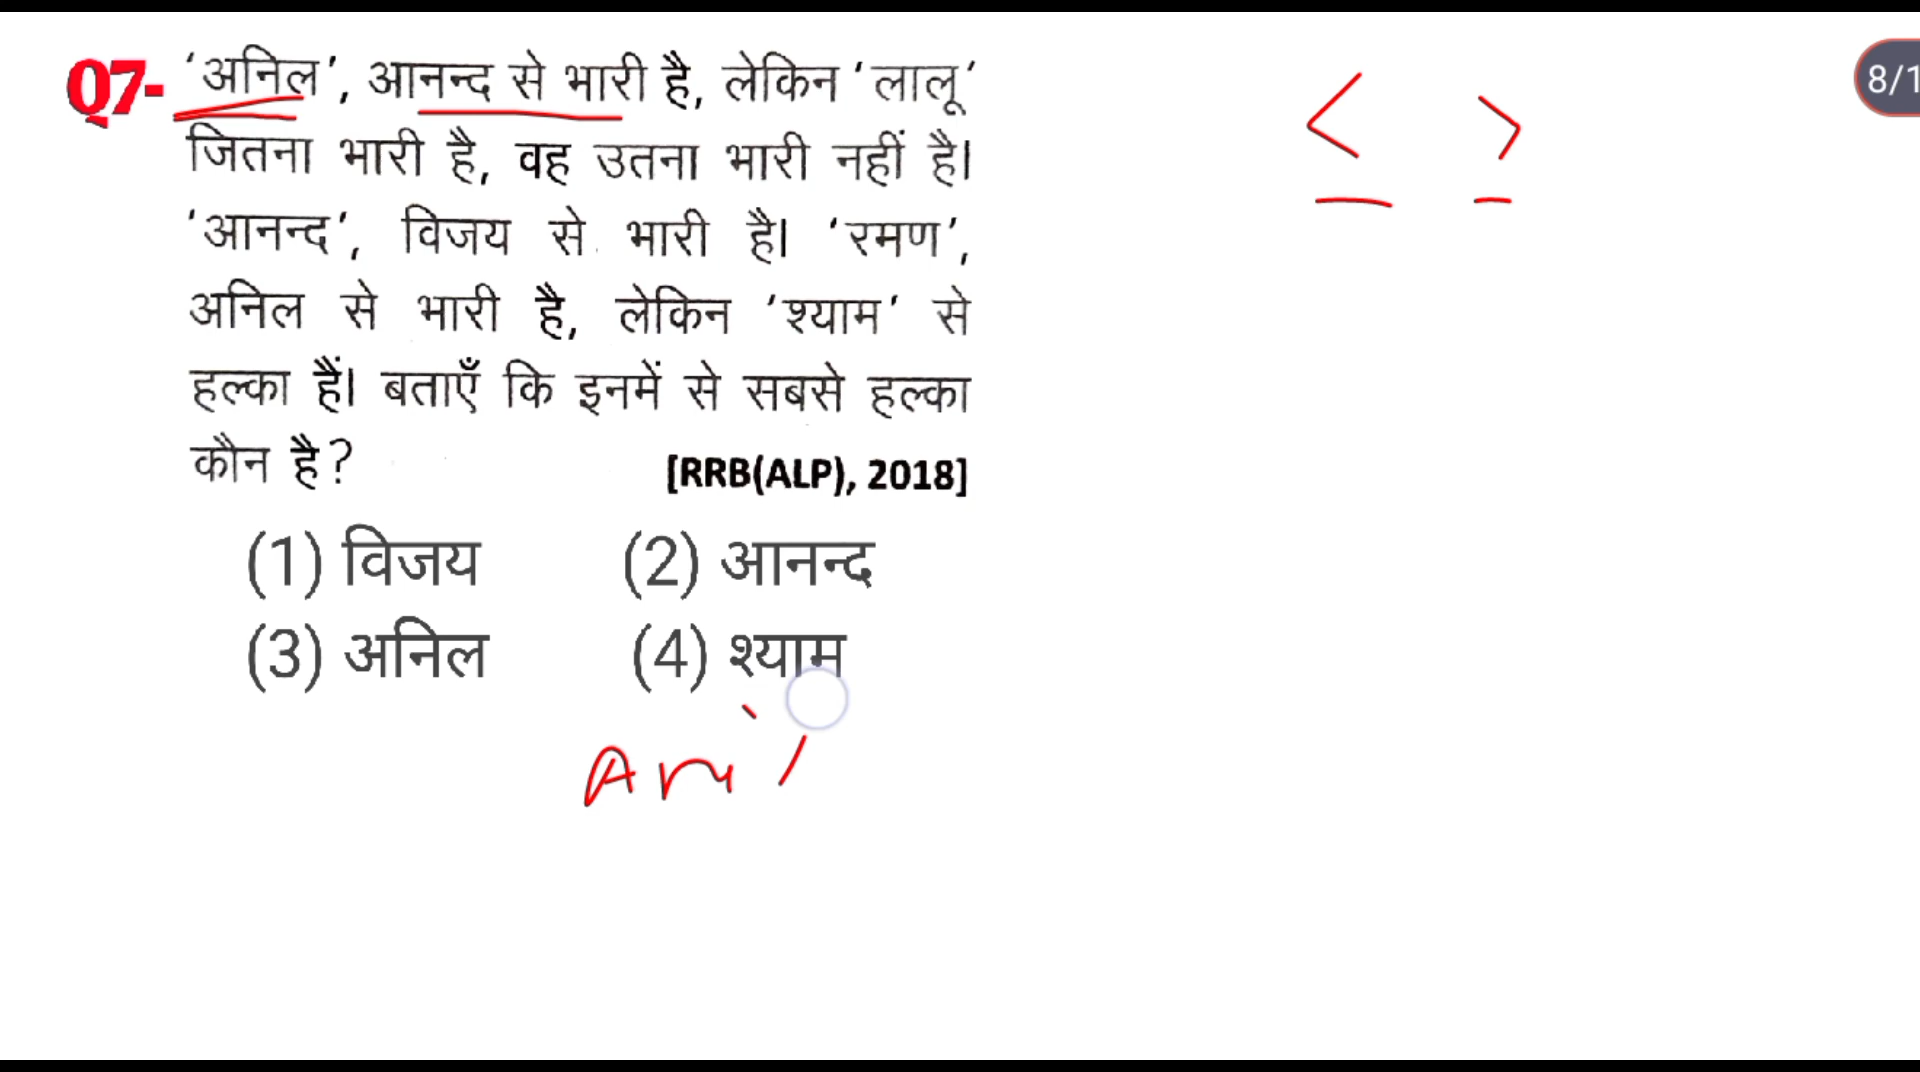 Q7- ‘अनिल’, आनन्द से भारी है, लेकिन ‘लालू’
जितना भारी है, वह उतना भारी नहीं है।
‘आनन्द’, विजय से भारी है। ‘रमण’,
अनिल से भारी है, लेकिन ‘श्याम’ से
हल्का हैं। बताएँ कि इनमें से सबसे हल्का
कौन है?
[RRB(ALP), 2018]
(1) विजय (2) आनन्द
(3) अनिल (4) श्याम
< >
8/1